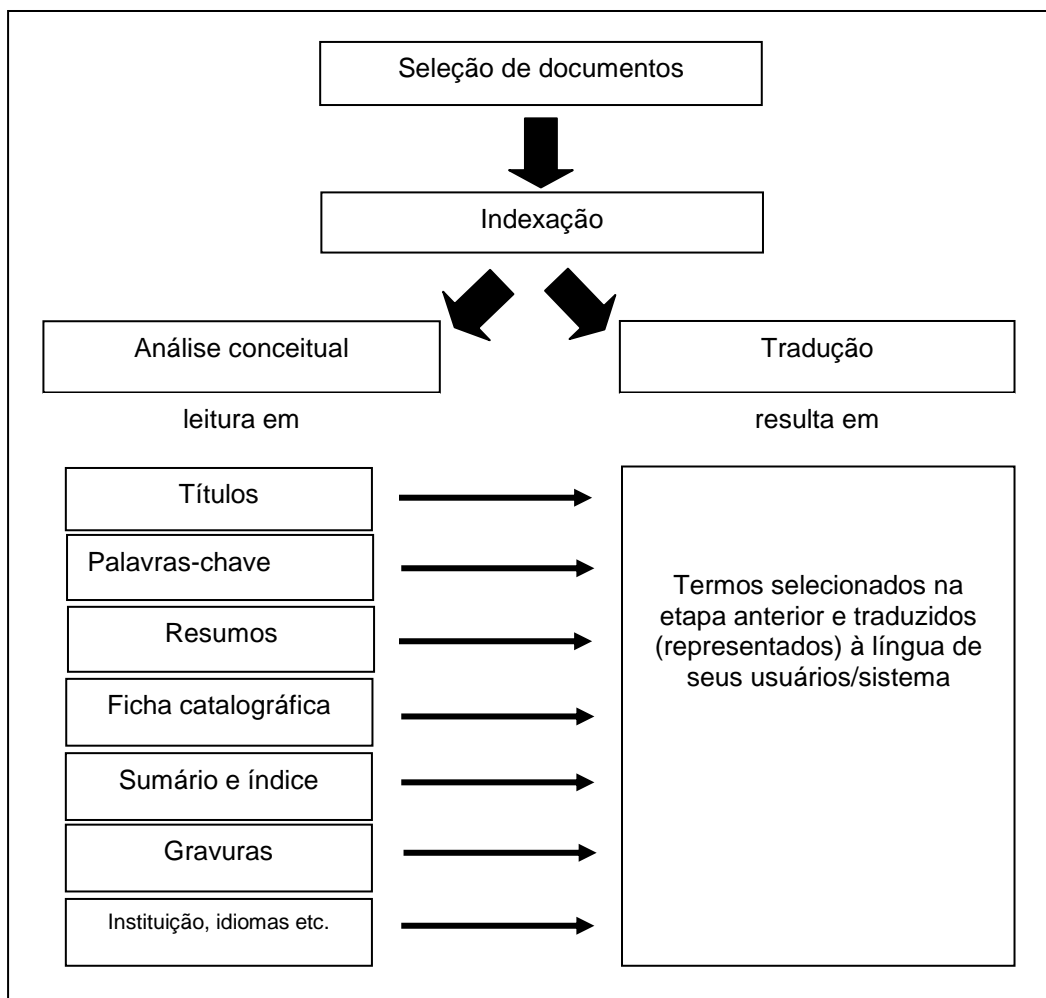 Seleção de documentos
Indexação
Análise conceitual
Tradução
leitura em
resulta em
Títulos
Palavras-chave
Resumos
Ficha catalográfica
Sumário e índice
Gravuras
Instituição, idiomas etc.
Termos selecionados na
etapa anterior e traduzidos
(representados) à língua de
seus usuários/sistema